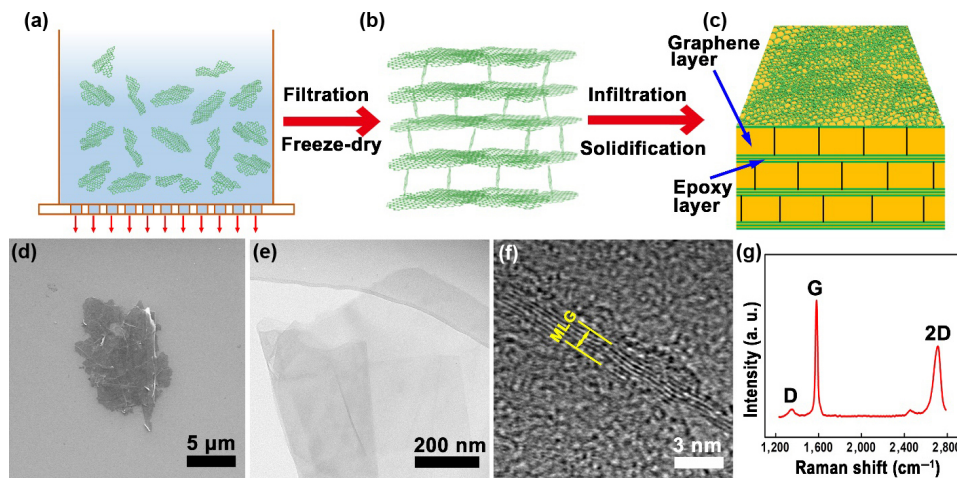 (a)
(b)
(c)
Graphene
layer
Filtration
Freeze-dry
Infiltration
Solidification
Epoxy
layer
(d)
5 μm
(e)
200 nm
(f)
MLG
3 nm
(g)
G
2D
D
Intensity (a. u.)
1,200 1,600 2,000 2,400 2,800
Raman shift (cm⁻¹)